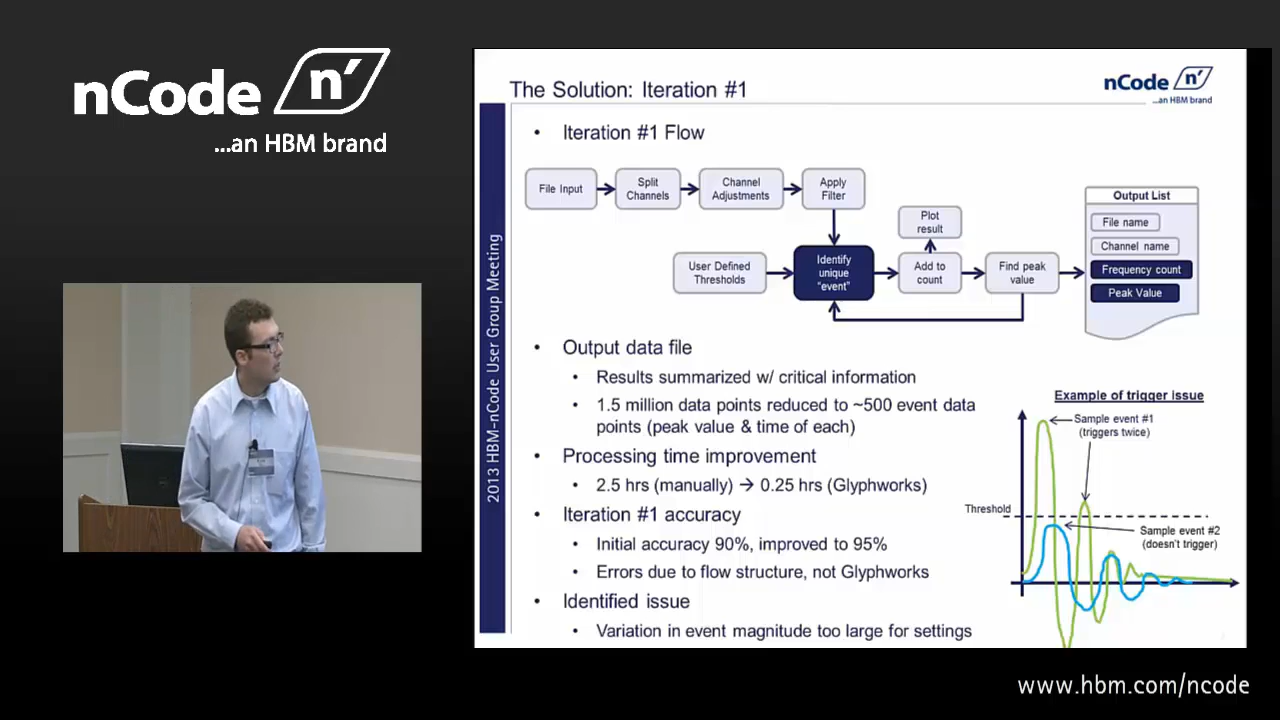 nCode n'
...an HBM brand
The Solution: Iteration #1
nCode n'
...an HBM brand
2013 HBM-nCode User Group Meeting
• Iteration #1 Flow
File Input
Split
Channels
Channel
Adjustments
Apply
Filter
User Defined
Thresholds
Identify
unique
"event"
Plot
result
Add to
count
Find peak
value
Output List
File name
Channel name
Frequency count
Peak Value
• Output data file
• Results summarized w/ critical information
• 1.5 million data points reduced to ~500 event data
points (peak value & time of each)
• Processing time improvement
• 2.5 hrs (manually) → 0.25 hrs (Glyphworks)
• Iteration #1 accuracy
• Initial accuracy 90%, improved to 95%
• Errors due to flow structure, not Glyphworks
• Identified issue
• Variation in event magnitude too large for settings
Example of trigger issue
Sample event #1
(triggers twice)
Threshold
Sample event #2
(doesn't trigger)
www.hbm.com/ncode